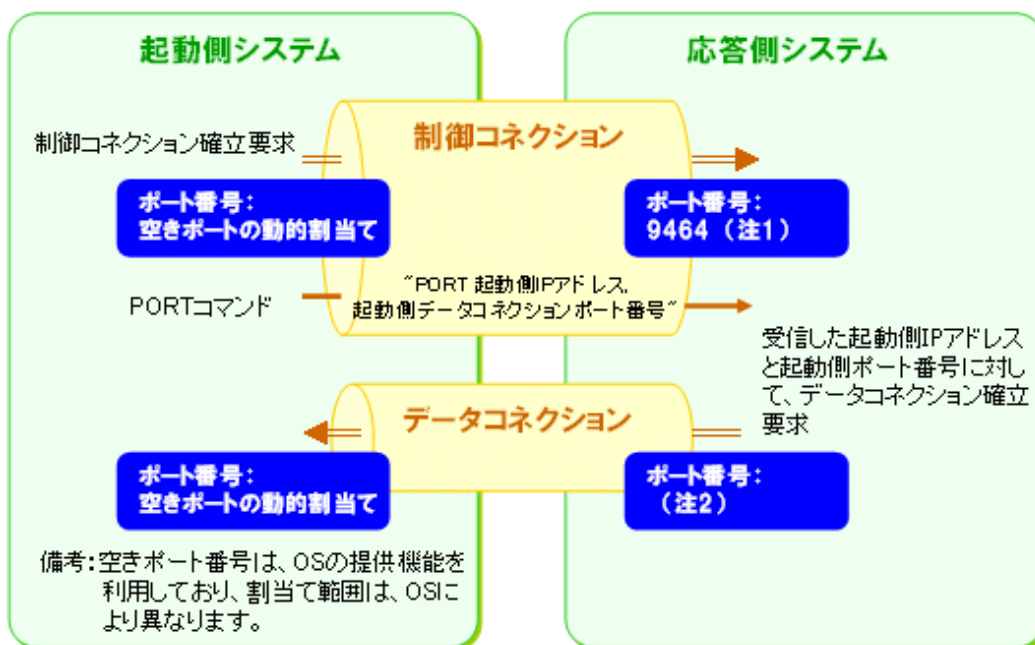 起動側システム
応答側システム
制御コネクション
制御コネクション確立要求
ポート番号：
空きポートの動的割当て
ポート番号：
9464（注1）
PORTコマンド
"PORT 起動側IPアドレス,
起動側データコネクションポート番号"
受信した起動側IPアドレス
と起動側ポート番号に対し
て、データコネクション確立
要求
データコネクション
ポート番号：
空きポートの動的割当て
ポート番号：
（注2）
備考：空きポート番号は、OSの提供機能を
利用しており、割当て範囲は、OSに
より異なります。